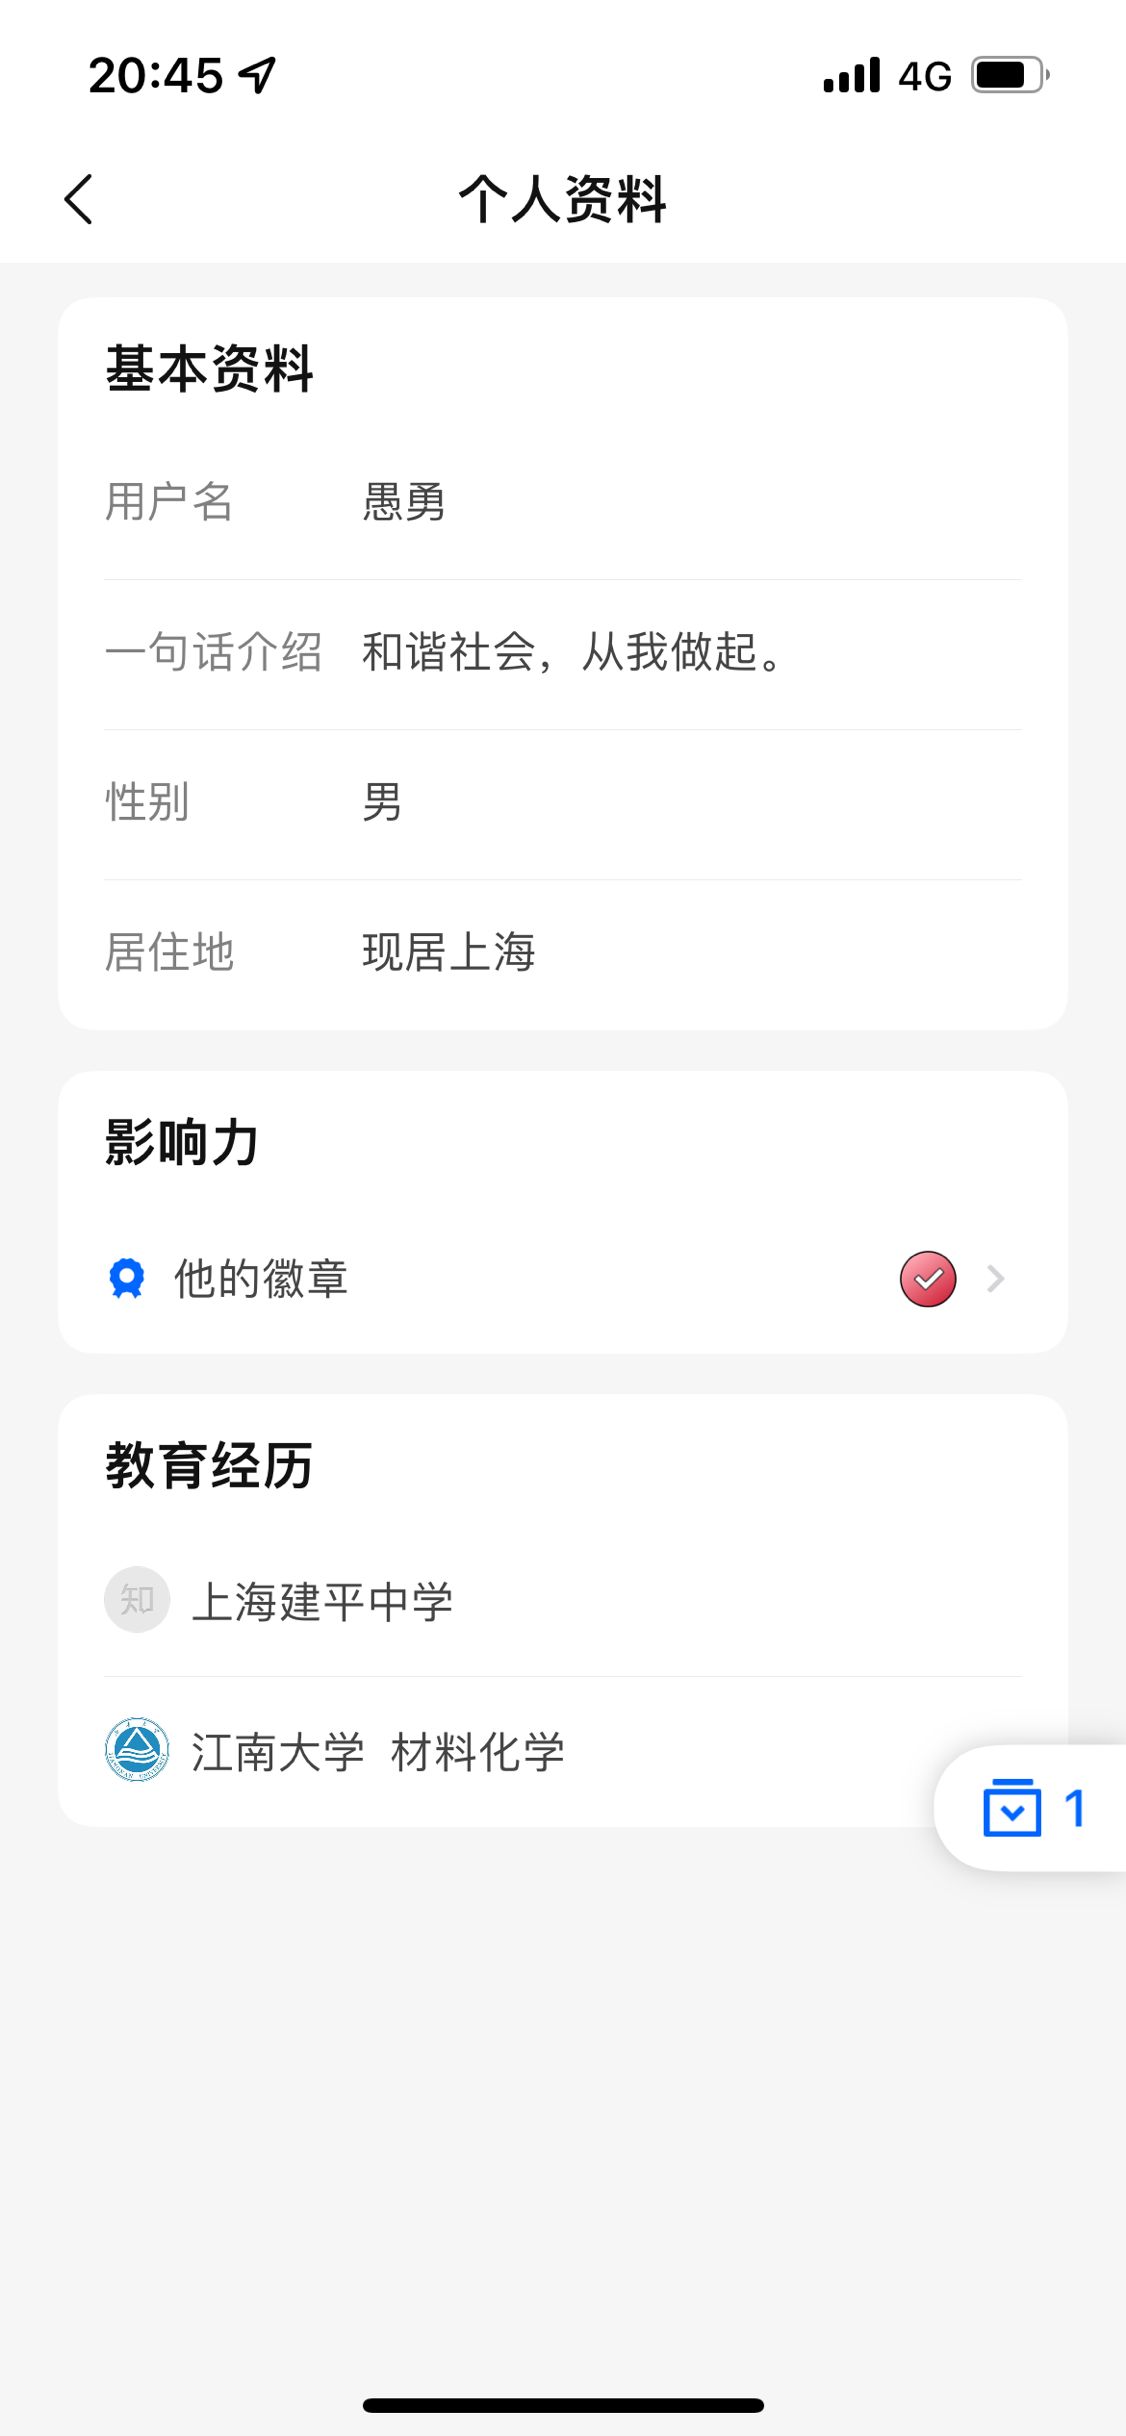 20:45 4G
个人资料
基本资料
用户名 愚勇
一句话介绍 和谐社会，从我做起。
性别 男
居住地 现居上海
影响力
他的徽章
教育经历
知 上海建平中学
江南大学 材料化学
1